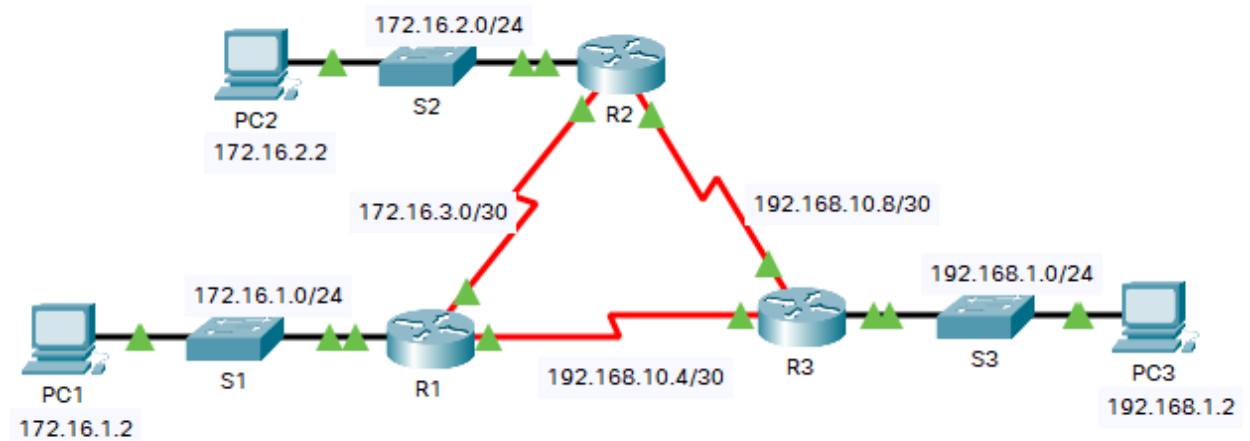 172.16.2.0/24
S2
R2
PC2
172.16.2.2
172.16.3.0/30
192.168.10.8/30
172.16.1.0/24
192.168.1.0/24
PC1
S1
R1
192.168.10.4/30
R3
S3
PC3
172.16.1.2
192.168.1.2